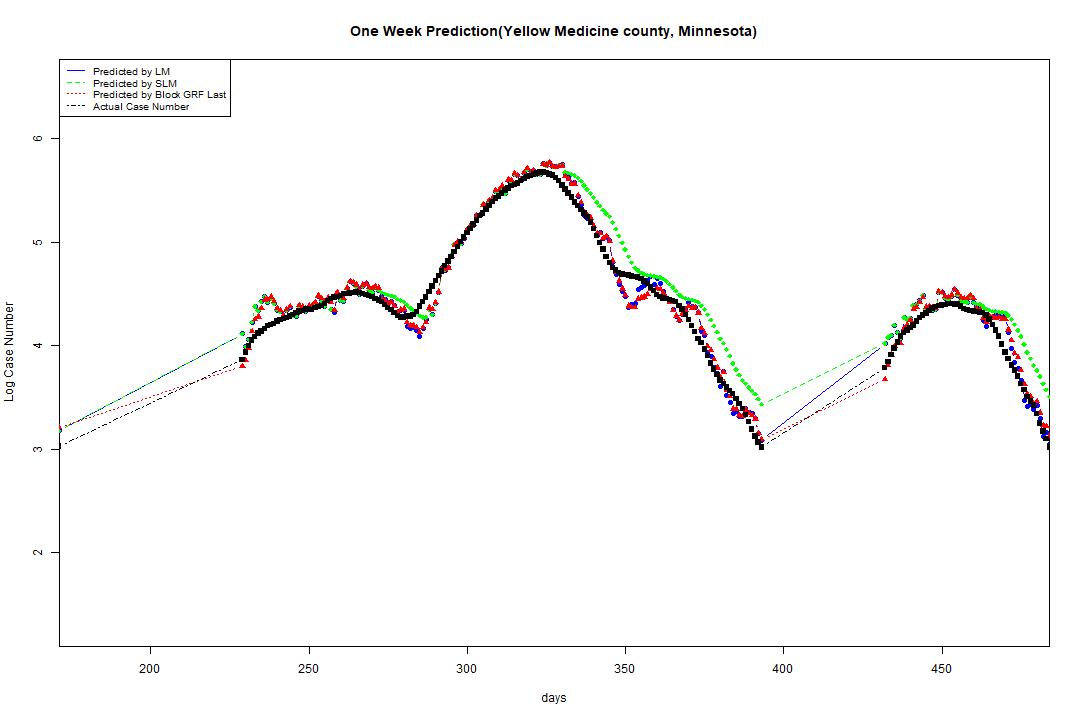 One Week Prediction(Yellow Medicine county, Minnesota)
Predicted by LM
Predicted by SLM
Predicted by Block GRF Last
Actual Case Number
Log Case Number
6
5
4
3
2
200 250 300 350 400 450
days